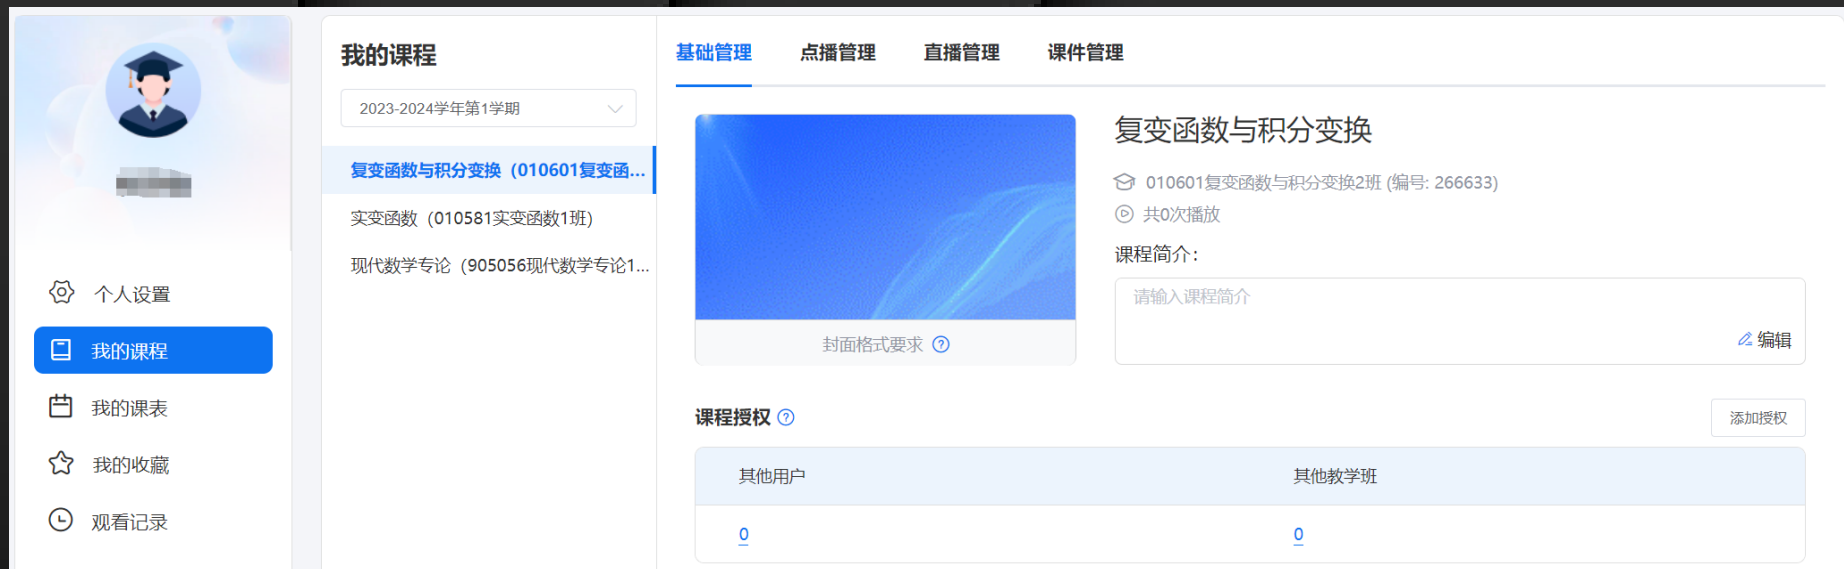 个人设置
我的课程
我的课表
我的收藏
观看记录
我的课程
2023-2024学年第1学期
复变函数与积分变换（010601复变函...
实变函数（010581实变函数1班）
现代数学专论（905056现代数学专论1...
基础管理 点播管理 直播管理 课件管理
封面格式要求
复变函数与积分变换
010601复变函数与积分变换2班 (编号: 266633)
共0次播放
课程简介：
请输入课程简介
编辑
课程授权 添加授权
其他用户 其他教学班
0 0